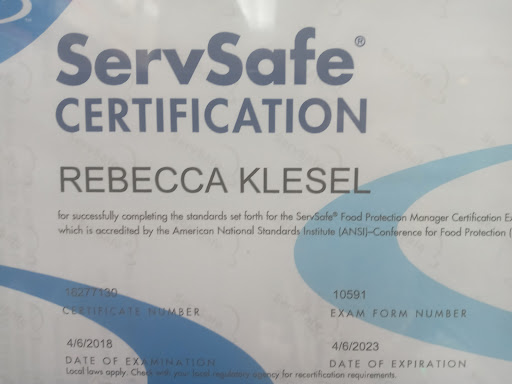 ServSafe®
CERTIFICATION
REBECCA KLESEL
for successfully completing the standards set forth for the ServSafe® Food Protection Manager Certification
which is accredited by the American National Standards Institute (ANSI)–Conference for Food Protection (
16277130 10591
CERTIFICATE NUMBER EXAM FORM NUMBER
4/6/2018 4/6/2023
DATE OF EXAMINATION DATE OF EXPIRATION
Local laws apply. Check with your local regulatory agency for recertification requirements.